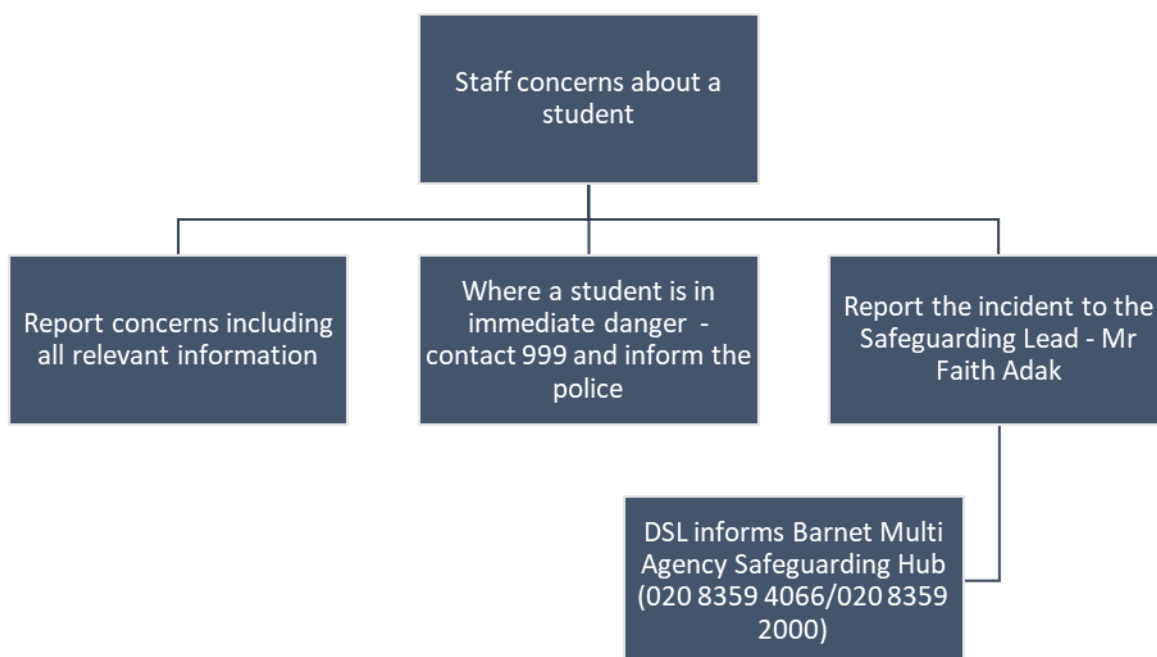 Staff concerns about a
student
Report concerns including
all relevant information
Where a student is in
immediate danger -
contact 999 and inform the
police
Report the incident to the
Safeguarding Lead - Mr
Faith Adak
DSL informs Barnet Multi
Agency Safeguarding Hub
(020 8359 4066/020 8359
2000)